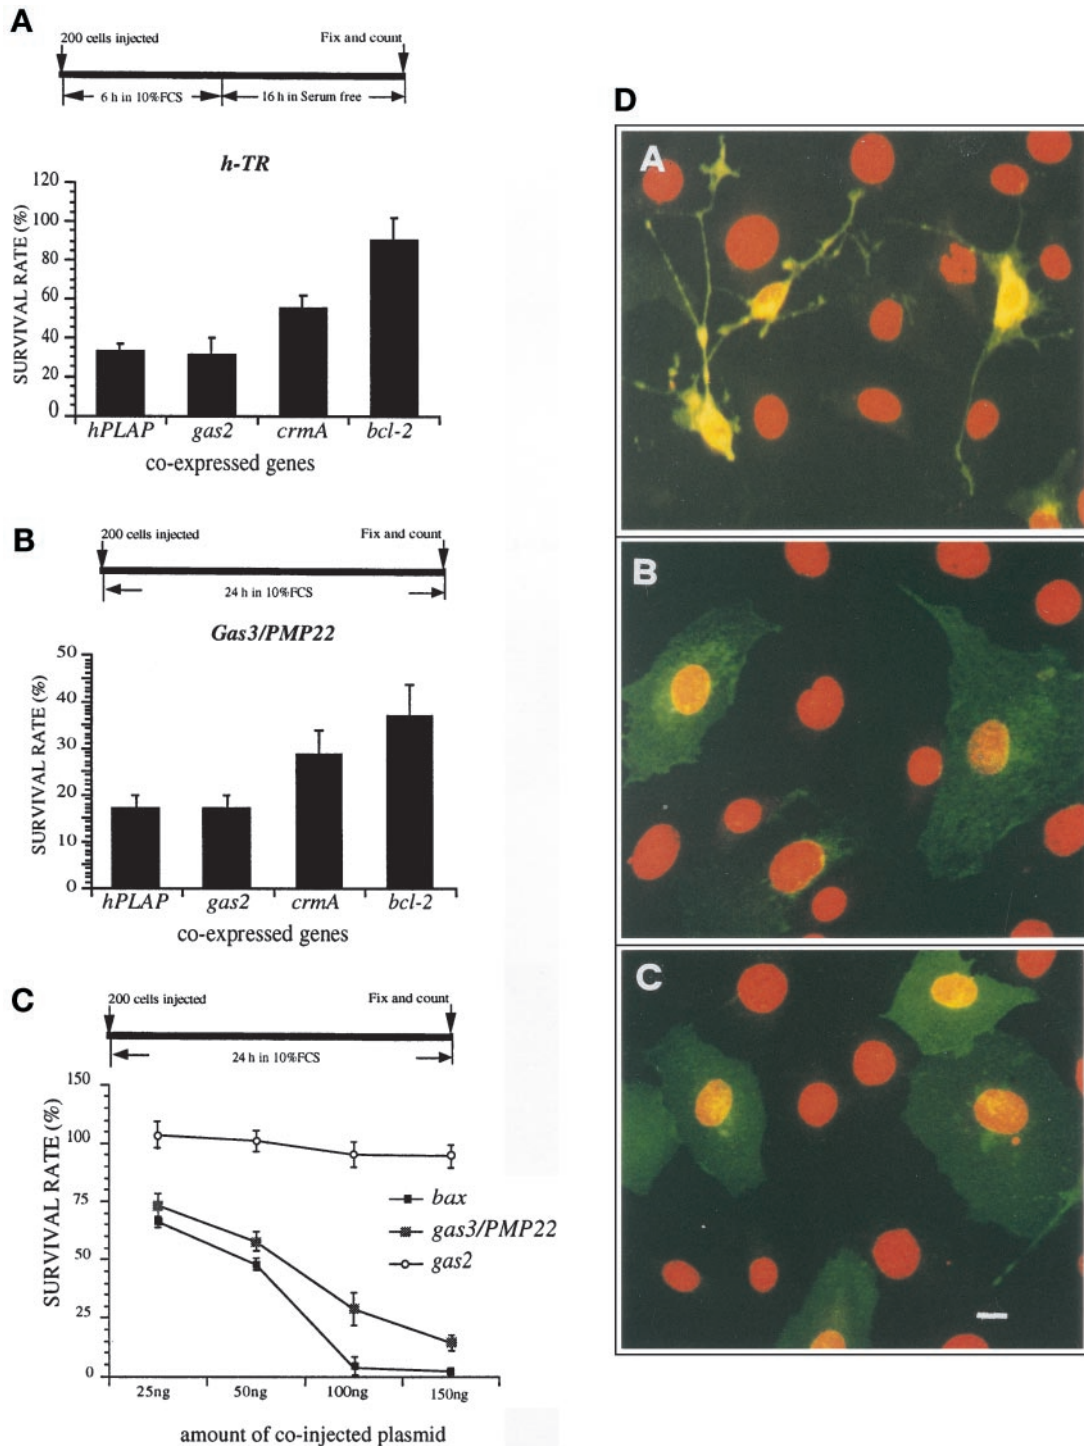 A
200 cells injected
Fix and count
6 h in 10%FCS
16 h in Serum free
h-TR
SURVIVAL RATE (%)
120
100
80
60
40
20
0
hPLAP gas2 crmA bcl-2
co-expressed genes
B
200 cells injected
Fix and count
24 h in 10%FCS
Gas3/PMP22
SURVIVAL RATE (%)
50
40
30
20
10
0
hPLAP gas2 crmA bcl-2
co-expressed genes
C
200 cells injected
Fix and count
24 h in 10%FCS
SURVIVAL RATE (%)
150
100
75
50
25
0
bax
gas3/PMP22
gas2
25ng 50ng 100ng 150ng
amount of co-injected plasmid
D
A
B
C